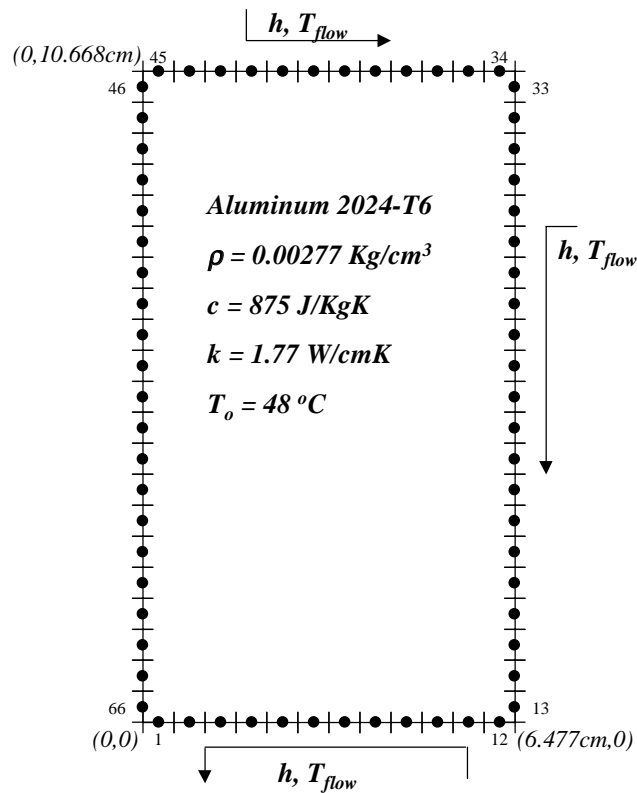 h, T_flow
(0,10.668cm)
45
34
46
33
Aluminum 2024-T6
ρ = 0.00277 Kg/cm³
h, T_flow
c = 875 J/KgK
k = 1.77 W/cmK
T_o = 48 °C
66
13
(0,0)
1
12
(6.477cm,0)
h, T_flow